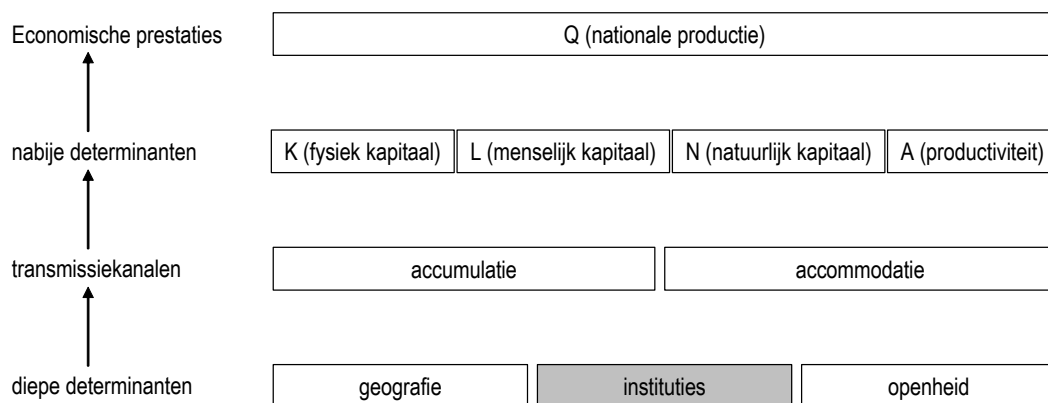 Economische prestaties
Q (nationale productie)
nabije determinanten
K (fysiek kapitaal)
L (menselijk kapitaal)
N (natuurlijk kapitaal)
A (productiviteit)
transmissiekanalen
accumulatie
accommodatie
diepe determinanten
geografie
instituties
openheid